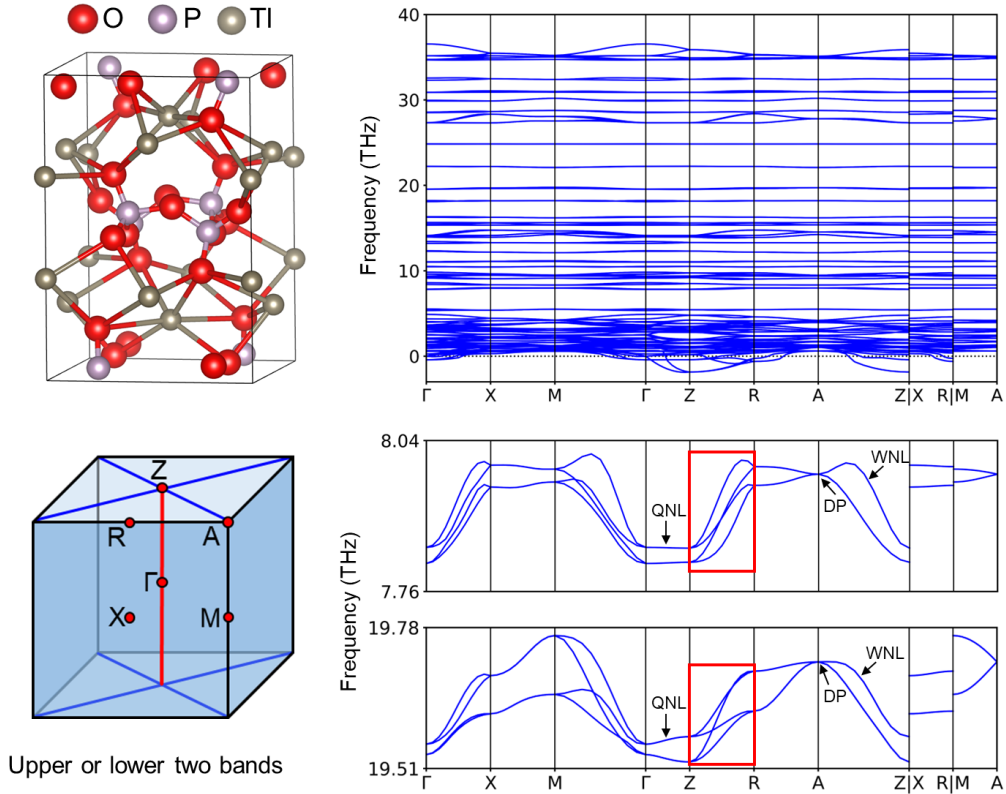 O P Tl
40
30
20
10
0
Frequency (THz)
Γ X M Γ Z R A Z|X R|M A
Z
R A
Γ
X M
Upper or lower two bands
8.04
7.76
QNL
WNL
DP
Frequency (THz)
19.78
19.51
QNL
WNL
DP
Γ X M Γ Z R A Z|X R|M A